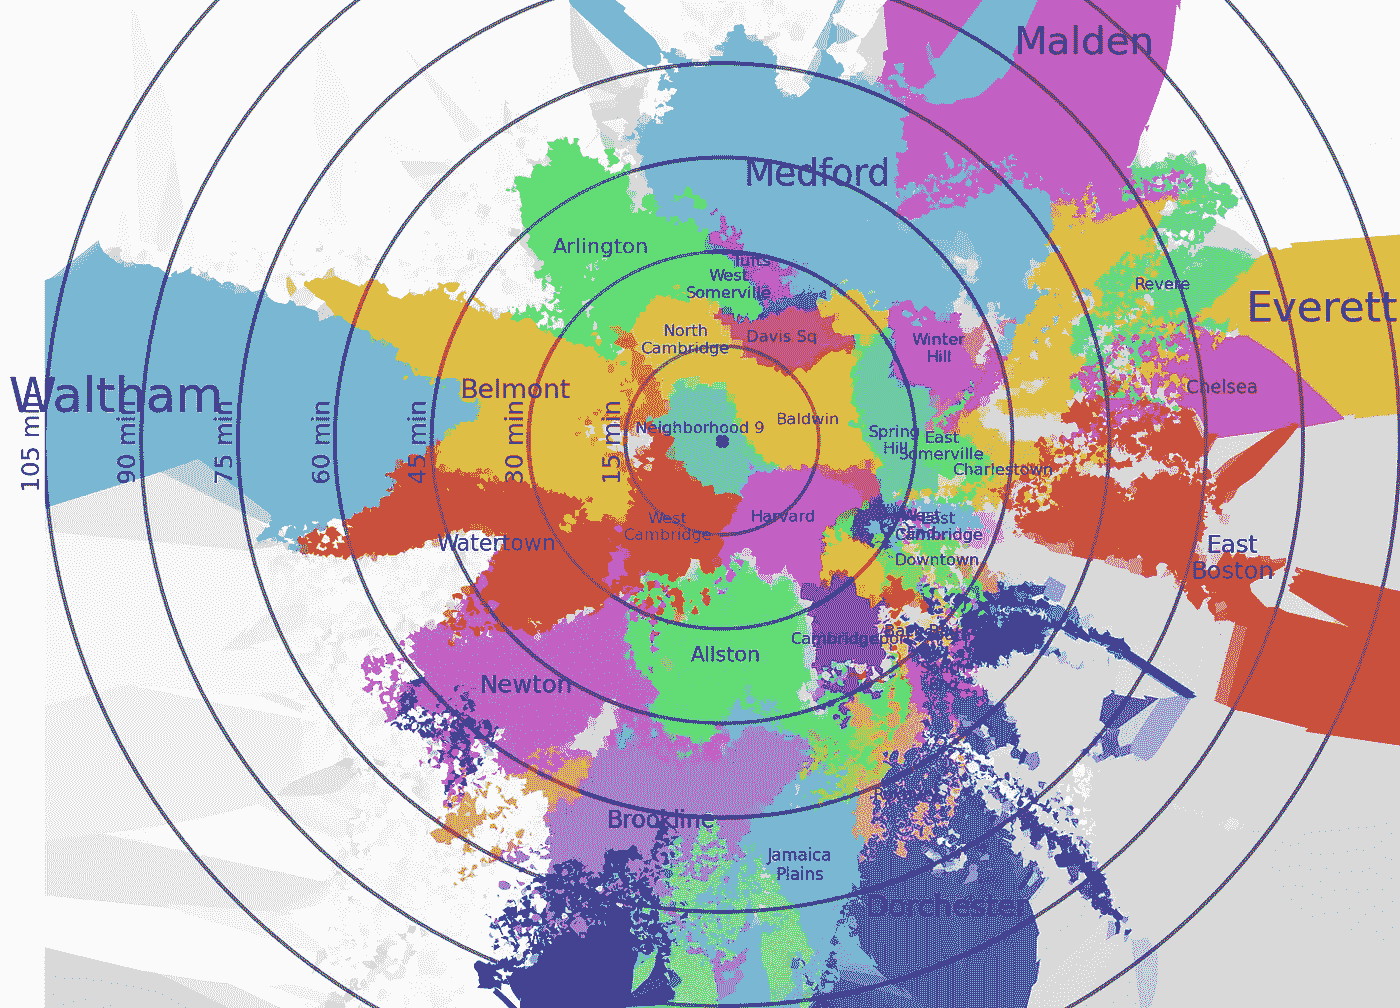 Malden
Medford
Arlington
Tufts
West
Somerville
Revere
Everett
North
Cambridge
Davis Sq
Winter
Hill
Waltham
Belmont
Chelsea
105 min
90 min
75 min
60 min
45 min
30 min
15 min
Neighborhood 9
Baldwin
Spring
Hill
East
Somerville
Charlestown
West
Cambridge
Harvard
East
Cambridge
Watertown
Downtown
East
Boston
Allston
Cambridgeport
Newton
Brookline
Jamaica
Plains
Dorchester